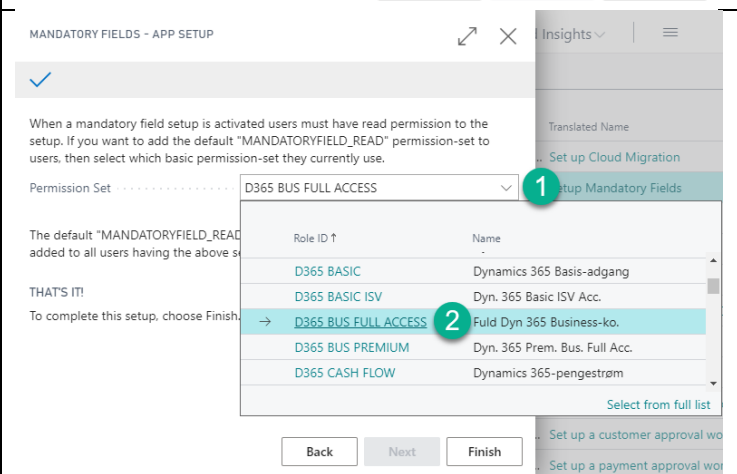 MANDATORY FIELDS - APP SETUP
Insights
When a mandatory field setup is activated users must have read permission to the
setup. If you want to add the default "MANDATORYFIELD_READ" permission-set to
users, then select which basic permission-set they currently use.
Translated Name
Set up Cloud Migration
Permission Set D365 BUS FULL ACCESS 1
Setup Mandatory Fields
The default "MANDATORYFIELD_READ
added to all users having the above
Role ID ↑ Name
D365 BASIC Dynamics 365 Basis-adgang
D365 BASIC ISV Dyn. 365 Basic ISV Acc.
→ D365 BUS FULL ACCESS 2 Fuld Dyn 365 Business-ko.
D365 BUS PREMIUM Dyn. 365 Prem. Bus. Full Acc.
D365 CASH FLOW Dynamics 365-pengestrøm
Select from full list
THAT'S IT!
To complete this setup, choose Finish.
Back Next Finish
Set up a customer approval wo
Set up a payment approval wor